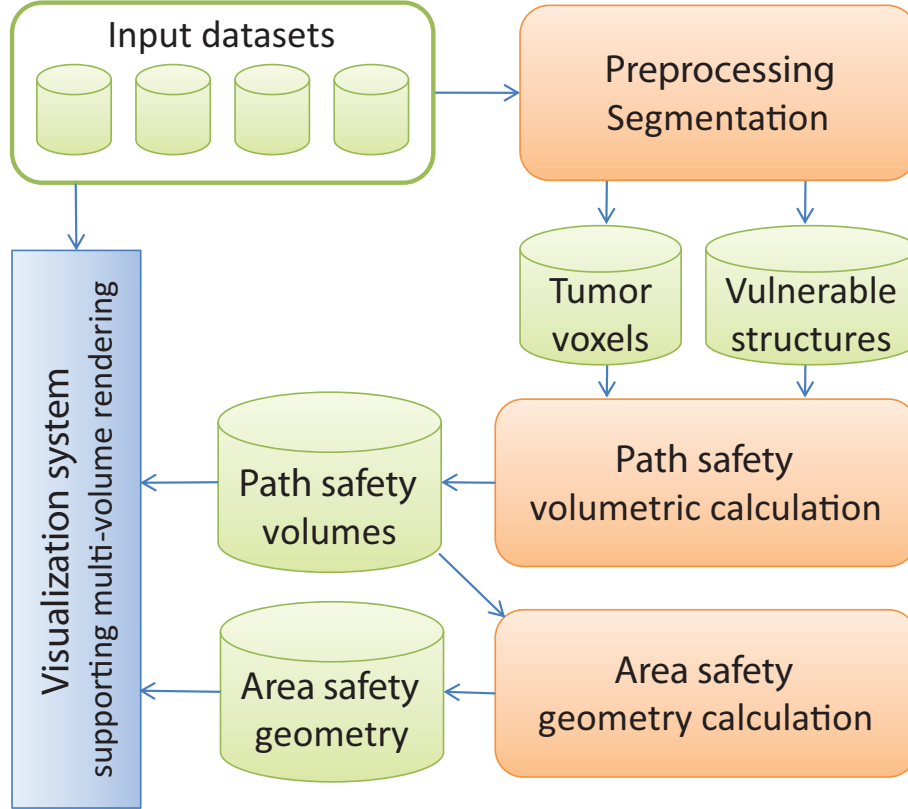 Input datasets
Preprocessing
Segmentation
Tumor
voxels
Vulnerable
structures
Visualization system
supporting multi-volume rendering
Path safety
volumes
Path safety
volumetric calculation
Area safety
geometry
Area safety
geometry calculation